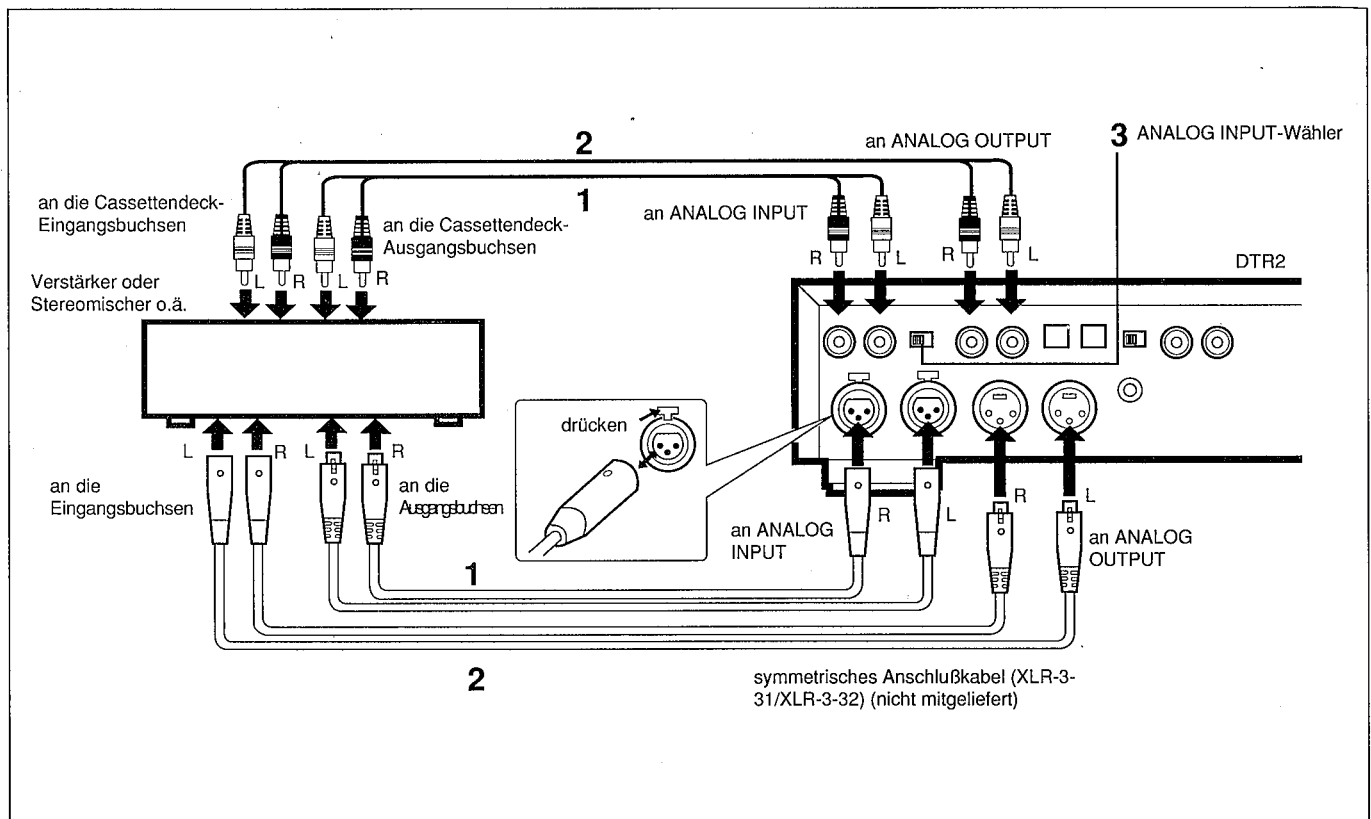 2
an ANALOG OUTPUT
3 ANALOG INPUT-Wähler
1
an die Cassettendeck-
Eingangsbuchsen
an die Cassettendeck-
Ausgangsbuchsen
an ANALOG INPUT
L R L R
R L R L
DTR2
Verstärker oder
Stereomischer o.ä.
drücken
L R L R
an die
Eingangsbuchsen
an die
Ausgangsbuchsen
an ANALOG
INPUT
R L R L
an ANALOG
OUTPUT
1
2
symmetrisches Anschlußkabel (XLR-3-
31/XLR-3-32) (nicht mitgeliefert)